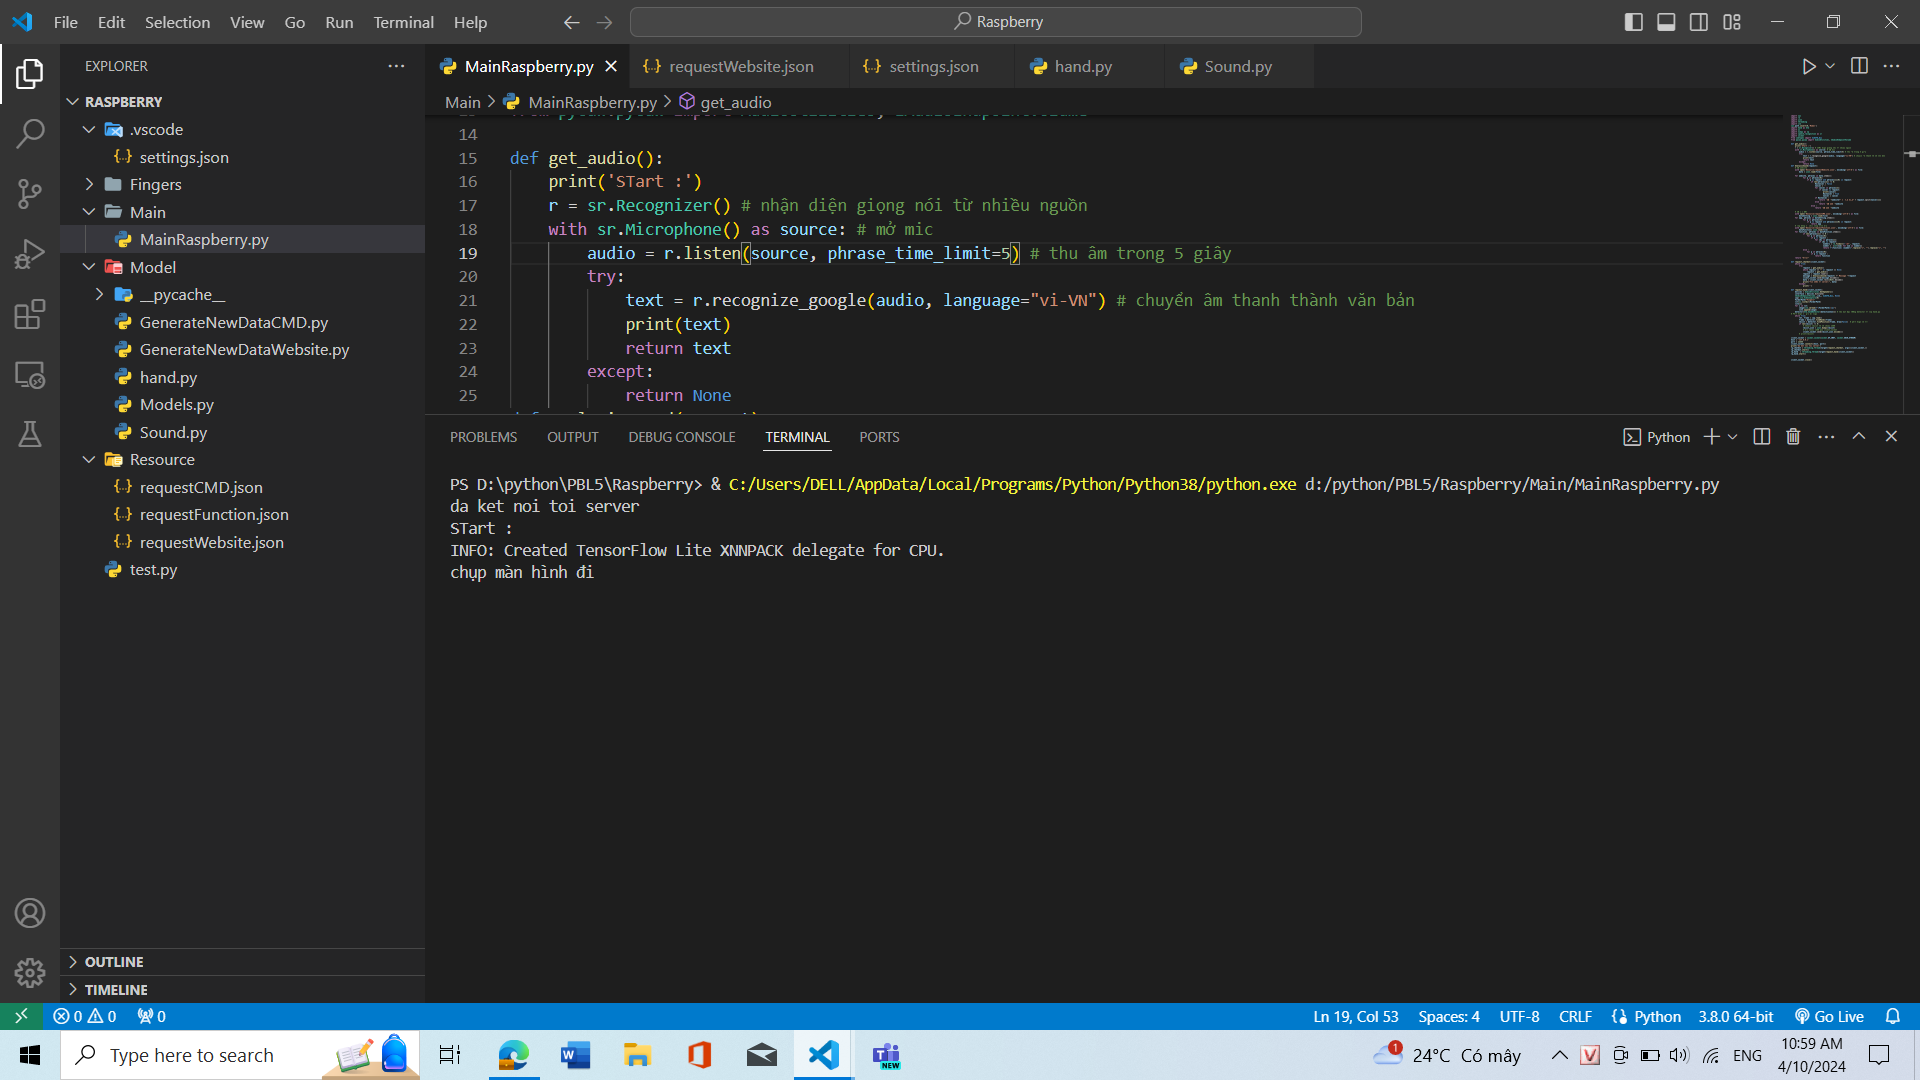 File Edit Selection View Go Run Terminal Help
Raspberry
EXPLORER
RASPBERRY
.vscode
{..} settings.json
Fingers
Main
MainRaspberry.py
Model
__pycache__
GenerateNewDataCMD.py
GenerateNewDataWebsite.py
hand.py
Models.py
Sound.py
Resource
{..} requestCMD.json
{..} requestFunction.json
{..} requestWebsite.json
test.py
OUTLINE
TIMELINE
MainRaspberry.py {..} requestWebsite.json {..} settings.json hand.py Sound.py
Main > MainRaspberry.py > get_audio
14
15 def get_audio():
16 print('STart :')
17 r = sr.Recognizer() # nhận diện giọng nói từ nhiều nguồn
18 with sr.Microphone() as source: # mở mic
19 audio = r.listen(source, phrase_time_limit=5) # thu âm trong 5 giây
20 try:
21 text = r.recognize_google(audio, language="vi-VN") # chuyển âm thanh thành văn bản
22 print(text)
23 return text
24 except:
25 return None
PROBLEMS OUTPUT DEBUG CONSOLE TERMINAL PORTS
Python
PS D:\python\PBL5\Raspberry> & C:/Users/DELL/AppData/Local/Programs/Python/Python38/python.exe d:/python/PBL5/Raspberry/Main/MainRaspberry.py
da ket noi toi server
STart :
INFO: Created TensorFlow Lite XNNPACK delegate for CPU.
chụp màn hình đi
0 0 0
Ln 19, Col 53 Spaces: 4 UTF-8 CRLF Python 3.8.0 64-bit Go Live
Type here to search
NEW
1
24°C Có mây
ENG
10:59 AM
4/10/2024